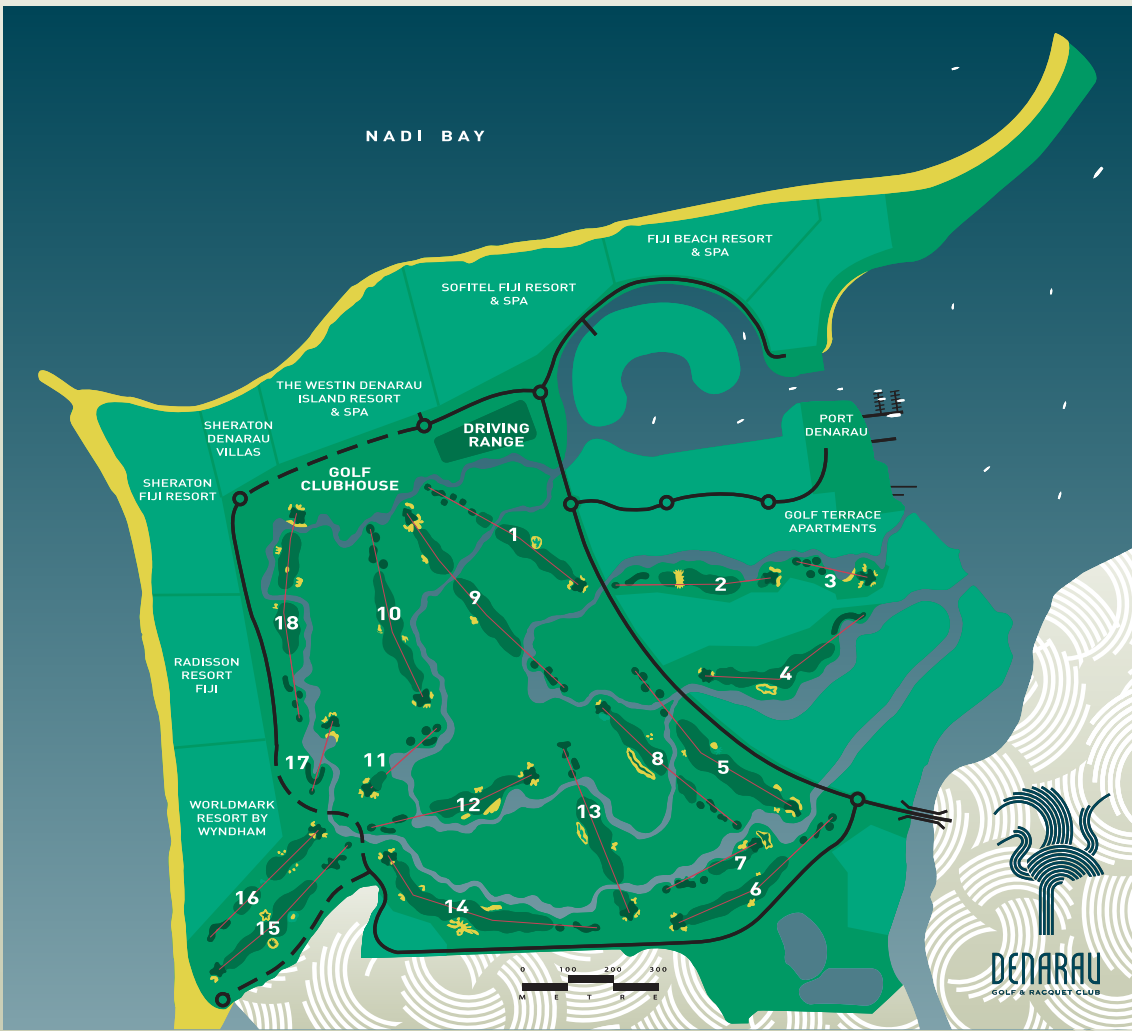 NADI BAY
FIJI BEACH RESORT
& SPA
SOFITEL FIJI RESORT
& SPA
THE WESTIN DENARAU
ISLAND RESORT
& SPA
SHERATON
DENARAU
VILLAS
DRIVING
RANGE
PORT
DENARAU
GOLF
CLUBHOUSE
SHERATON
FIJI RESORT
GOLF TERRACE
APARTMENTS
1
2
3
9
10
18
4
RADISSON
RESORT
FIJI
17
11
8
5
WORLDMARK
RESORT BY
WYNDHAM
12
13
7
6
16
14
15
0 100 200 300
METRE
DENARAU
GOLF & RACQUET CLUB